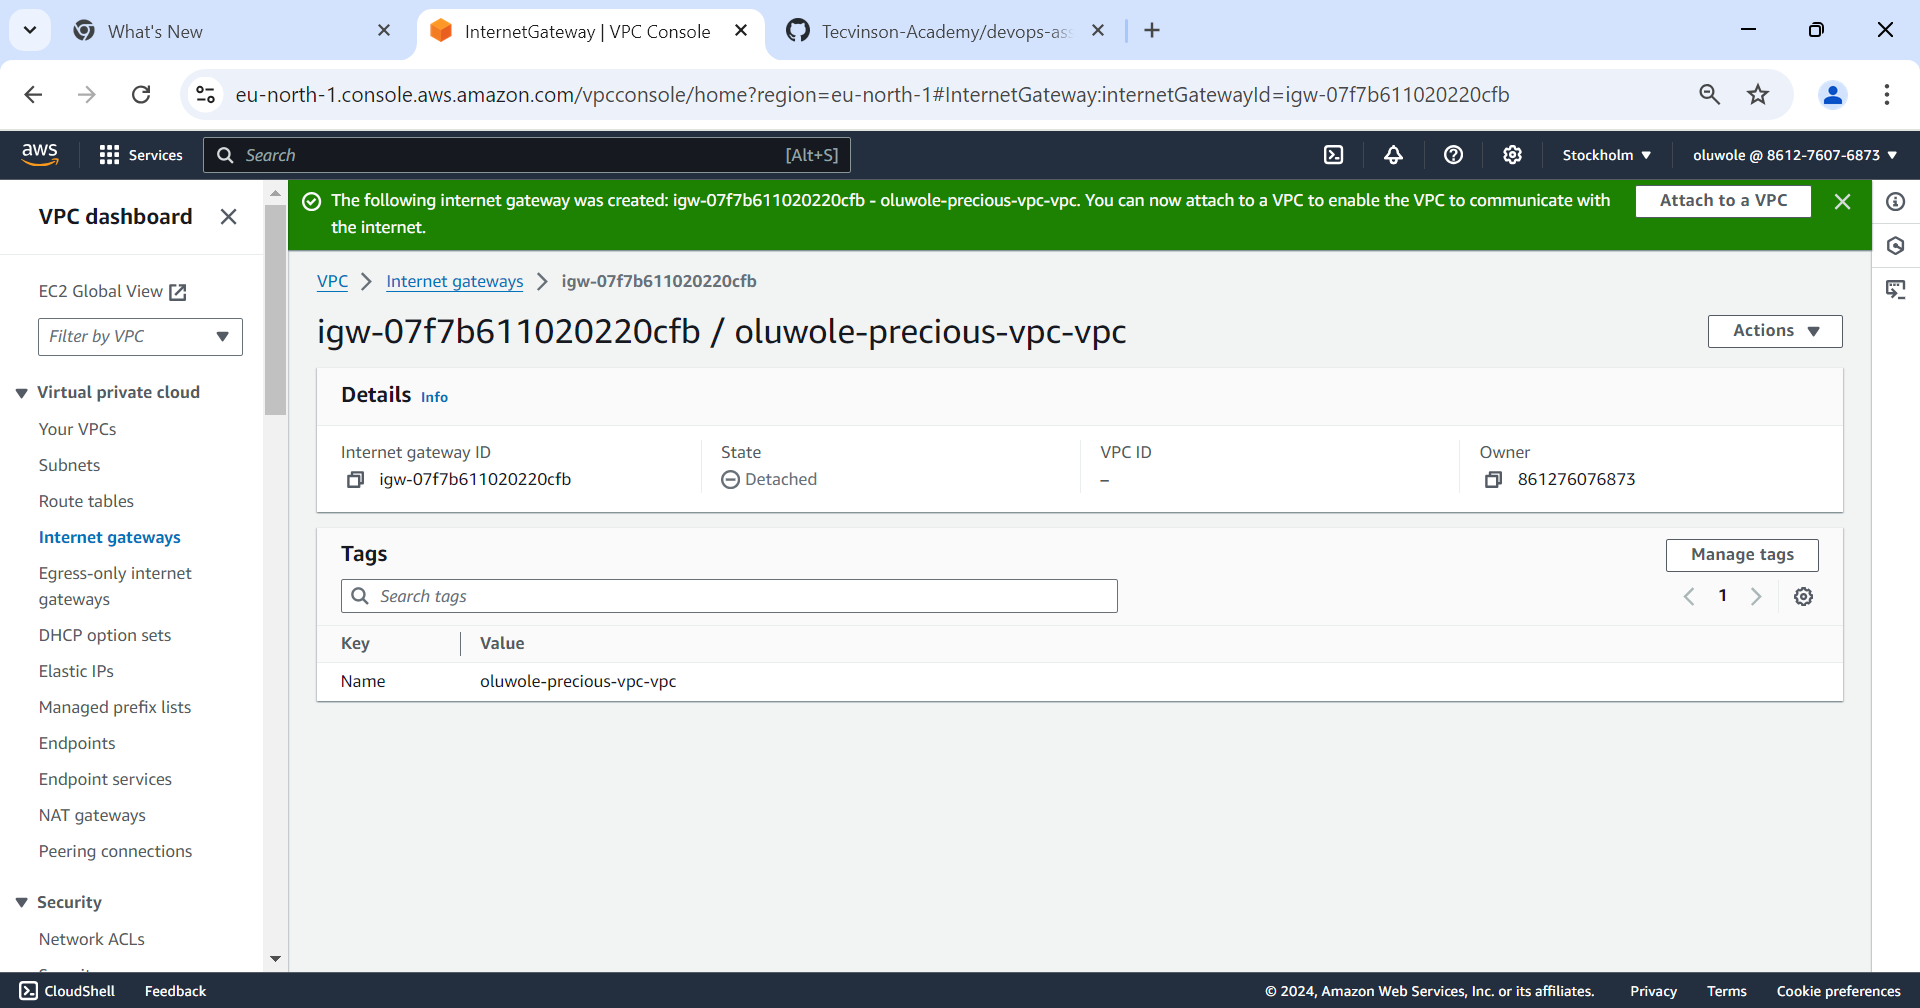 What's New
InternetGateway | VPC Console
Tecvinson-Academy/devops-ass
eu-north-1.console.aws.amazon.com/vpcconsole/home?region=eu-north-1#InternetGateway:internetGatewayId=igw-07f7b611020220cfb
aws
Services
Search
[Alt+S]
Stockholm
oluwole @ 8612-7607-6873
VPC dashboard
EC2 Global View
Filter by VPC
Virtual private cloud
Your VPCs
Subnets
Route tables
Internet gateways
Egress-only internet
gateways
DHCP option sets
Elastic IPs
Managed prefix lists
Endpoints
Endpoint services
NAT gateways
Peering connections
Security
Network ACLs
The following internet gateway was created: igw-07f7b611020220cfb - oluwole-precious-vpc-vpc. You can now attach to a VPC to enable the VPC to communicate with
the internet.
Attach to a VPC
VPC
Internet gateways
igw-07f7b611020220cfb
igw-07f7b611020220cfb / oluwole-precious-vpc-vpc
Actions
Details Info
Internet gateway ID
igw-07f7b611020220cfb
State
Detached
VPC ID
–
Owner
861276076873
Tags
Manage tags
Search tags
1
Key
Value
Name
oluwole-precious-vpc-vpc
CloudShell
Feedback
© 2024, Amazon Web Services, Inc. or its affiliates.
Privacy
Terms
Cookie preferences